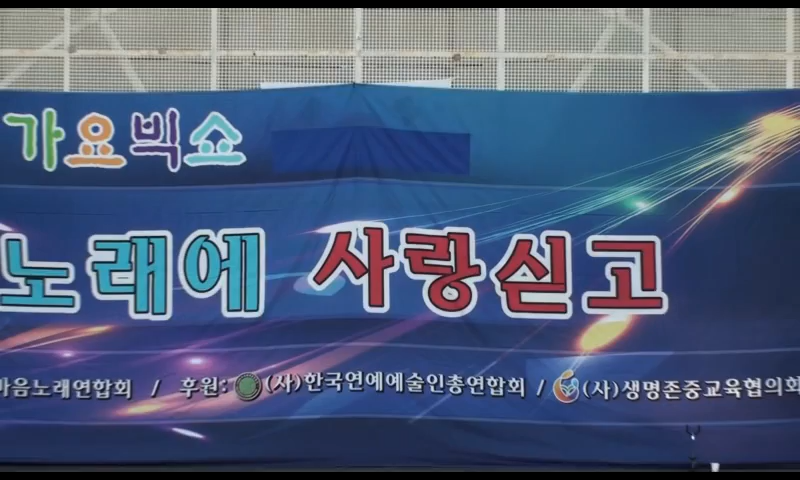 가요빅쇼
노래에 사랑싣고
마음노래연합회 / 후원: (사)한국연예예술인총연합회 / (사)생명존중교육협의회